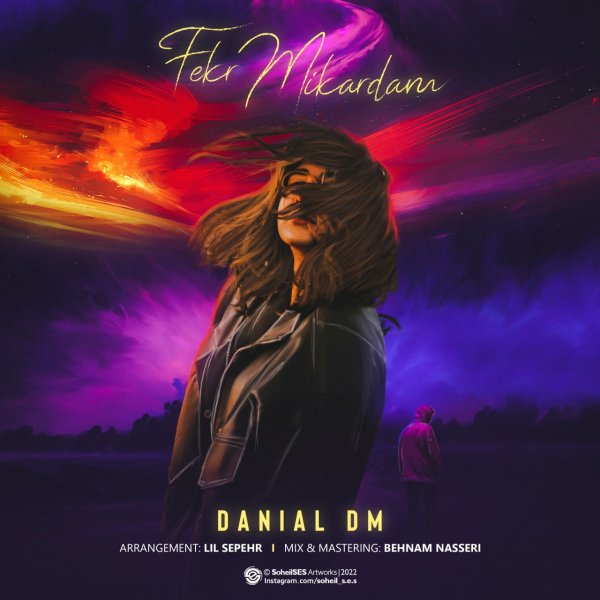 Fekr Mikardam
DANIAL DM
ARRANGEMENT: LIL SEPEHR I MIX & MASTERING: BEHNAM NASSERI
© SoheilSES Artworks | 2022
Instagram.com/soheil_s.e.s